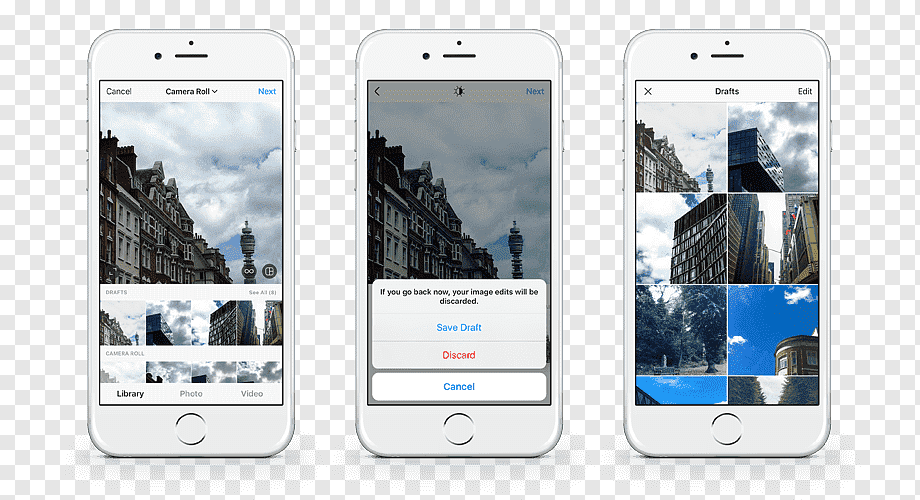 Cancel Camera Roll Next
DRAFTS See All (8)
CAMERA ROLL
Library Photo Video
Next
If you go back now, your image edits will be
discarded.
Save Draft
Discard
Cancel
Drafts Edit